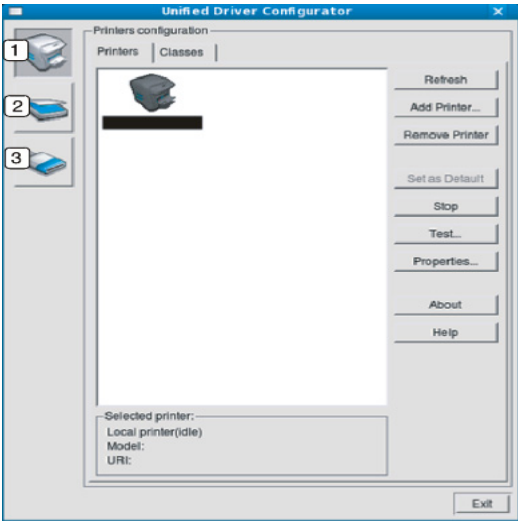 Unified Driver Configurator
Printers configuration
1
2
3
Printers
Classes
Refresh
Add Printer...
Remove Printer
Set as Default
Stop
Test...
Properties...
About
Help
Selected printer:
Local printer(idle)
Model:
URI:
Exit